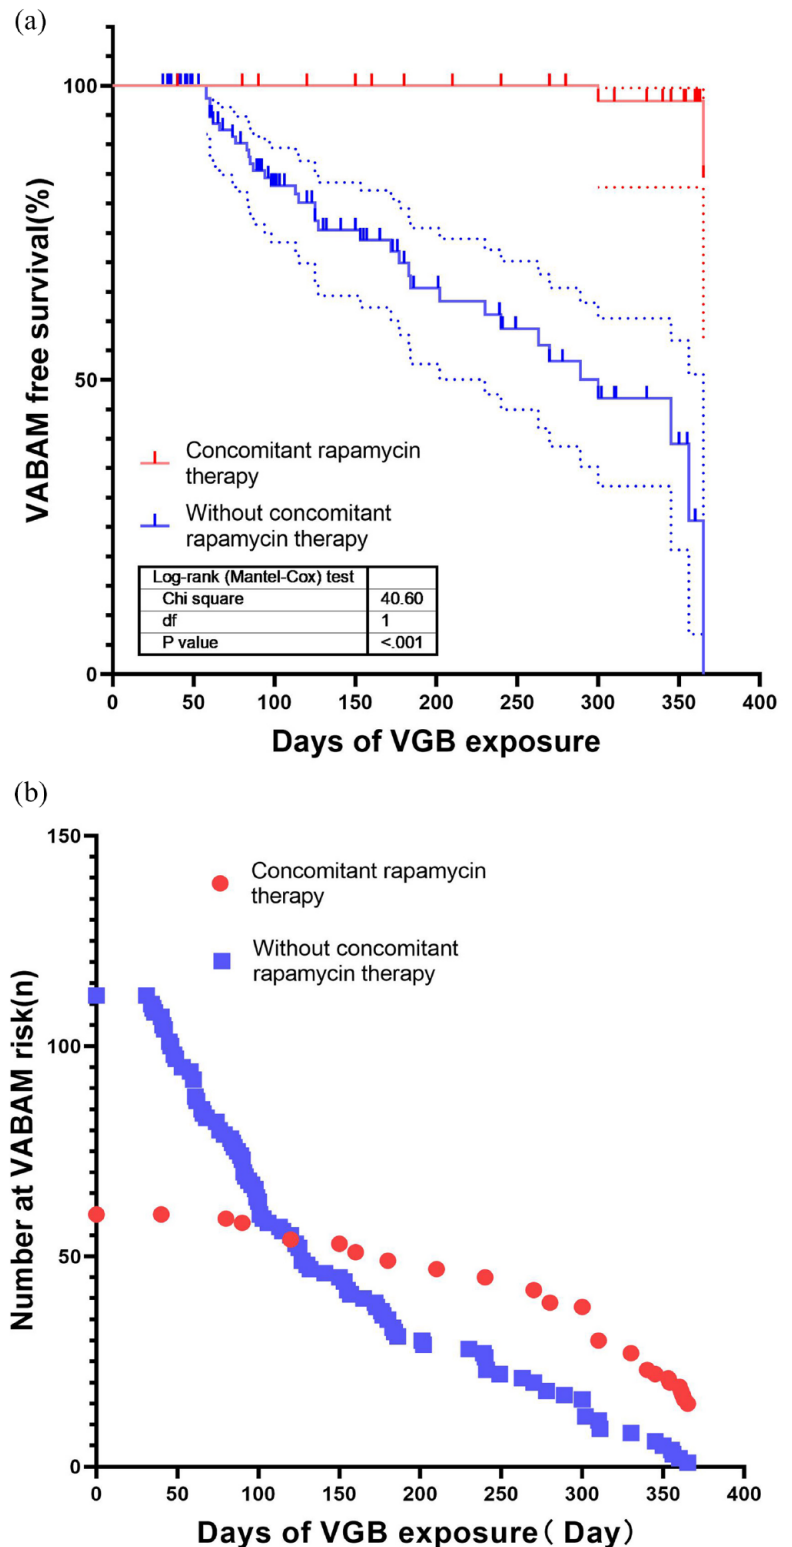 (a)
100
50
0
VABAM free survival(%)
Concomitant rapamycin
therapy
Without concomitant
rapamycin therapy
Log-rank (Mantel-Cox) test
Chi square 40.60
df 1
P value <.001
0 50 100 150 200 250 300 350 400
Days of VGB exposure
(b)
150
100
50
0
Number at VABAM risk(n)
Concomitant rapamycin
therapy
Without concomitant
rapamycin therapy
0 50 100 150 200 250 300 350 400
Days of VGB exposure( Day)